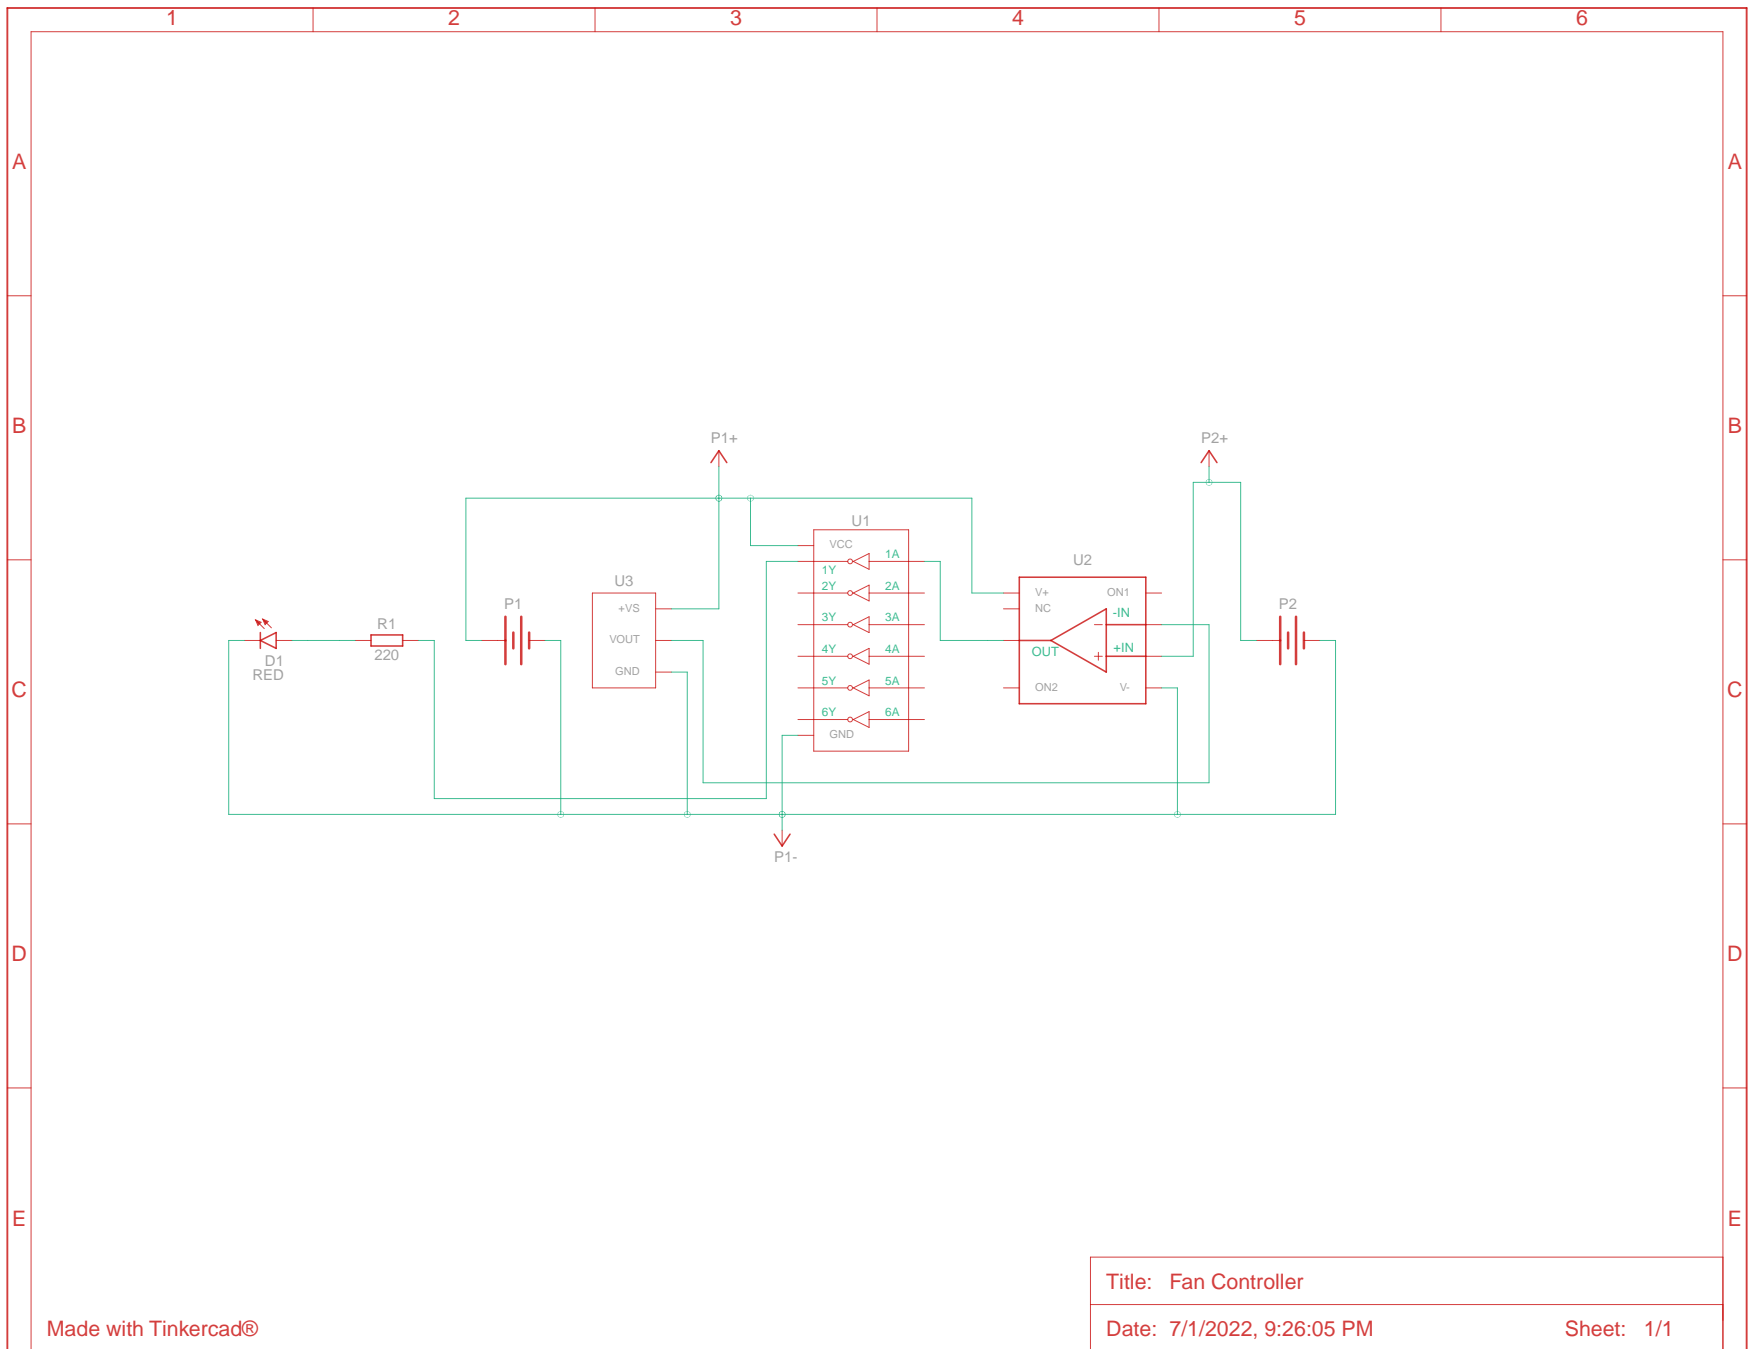 1 2 3 4 5 6
A A
B B
P1+ P2+
U1
VCC
1A
1Y
2Y 2A
3Y 3A
4Y 4A
5Y 5A
6Y 6A
GND
U2
V+ ON1
NC
-IN
+IN
OUT
ON2 V-
U3
+VS
VOUT
GND
P1
P2
R1
220
D1
RED
C C
P1-
D D
E E
Title: Fan Controller
Made with Tinkercad®
Date: 7/1/2022, 9:26:05 PM Sheet: 1/1